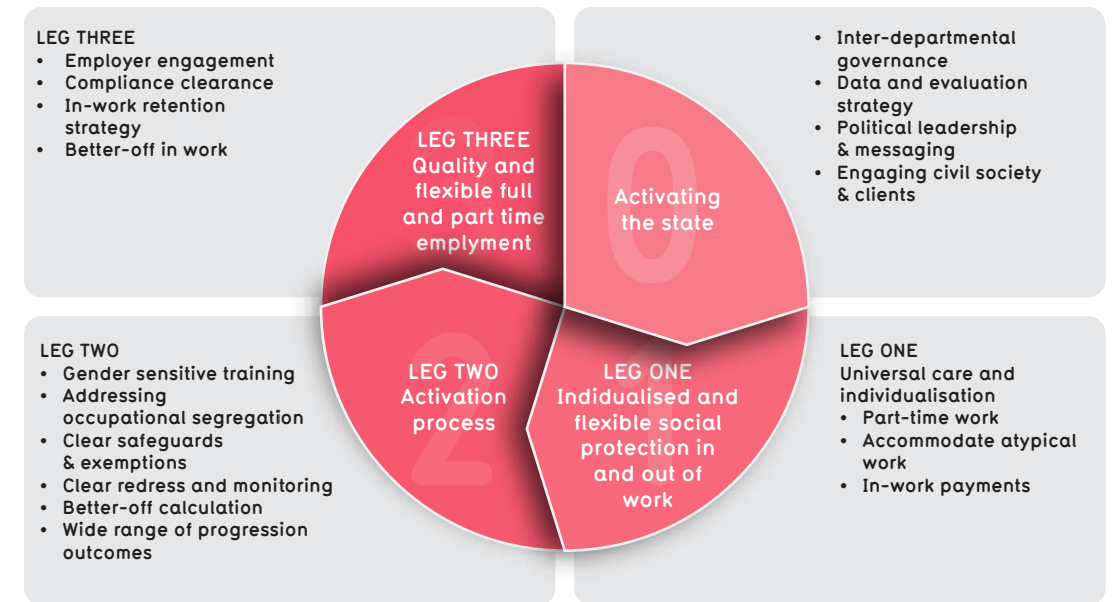 LEG THREE
• Employer engagement
• Compliance clearance
• In-work retention
strategy
• Better-off in work
• Inter-departmental
governance
• Data and evaluation
strategy
• Political leadership
& messaging
• Engaging civil society
& clients
LEG THREE
Quality and
flexible full
and part time
emplyment
0
Activating
the state
LEG TWO
• Gender sensitive training
• Addressing
occupational segregation
• Clear safeguards
& exemptions
• Clear redress and monitoring
• Better-off calculation
• Wide range of progression
outcomes
2
LEG TWO
Activation
process
1
LEG ONE
Indidualised and
flexible social
protection in
and out of
work
LEG ONE
Universal care and
individualisation
• Part-time work
• Accommodate atypical
work
• In-work payments